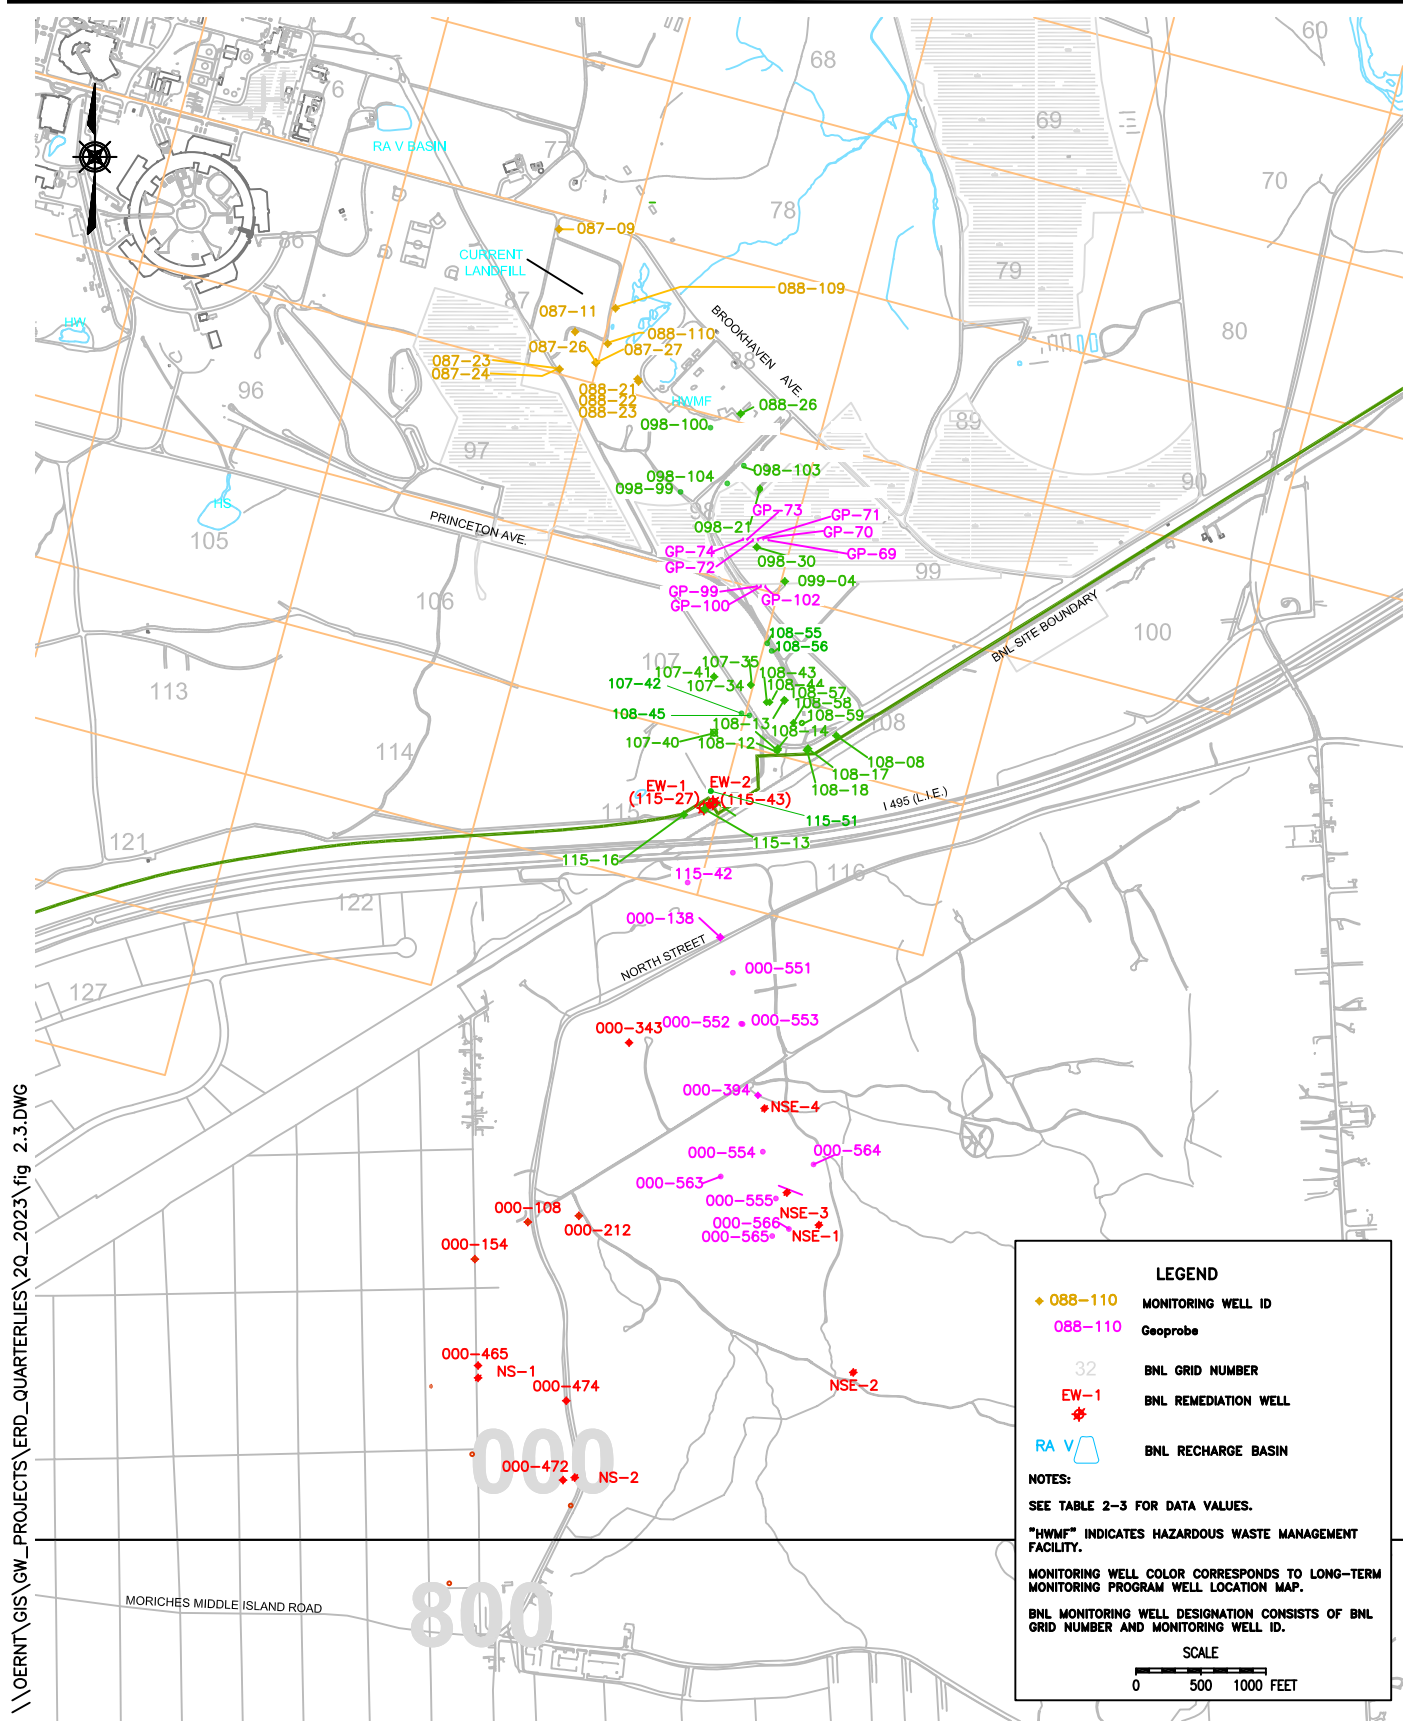 60
68
69
76
77
RA V BASIN
85
70
78
087-09
86
CURRENT
LANDFILL
79
088-109
87
087-11
BROOKHAVEN AVE.
HW
80
088-110
087-26
087-27
88
087-23
087-24
96
088-21
088-22
088-23
HWMF
088-26
098-100
89
97
098-103
098-104
098-99
90
HS
98
GP-73
GP-71
PRINCETON AVE.
098-21
GP-70
105
GP-74
GP-69
098-30
GP-72
99
099-04
GP-99
GP-100
GP-102
106
BNL SITE BOUNDARY
100
108-55
108-56
107
107-35
107-41
108-43
107-42
107-34
108-44
113
108-57
108-58
108-45
108-13
108-59
108
108-14
107-40
108-12
114
108-08
108-17
EW-1
EW-2
108-18
(115-27)
(115-43)
I 495 (L.I.E.)
115
115-51
121
115-13
115-16
115-42
116
122
000-138
NORTH STREET
000-551
127
000-552
000-553
000-343
000-394
NSE-4
000-554
000-564
000-563
000-555
000-108
NSE-3
000-212
000-566
000-565
NSE-1
000-154
000-465
NS-1
000-474
NSE-2
000
000-472
NS-2
800
MORICHES MIDDLE ISLAND ROAD
\\OERNT\GIS\GW_PROJECTS\ERD_QUARTERLIES\2Q_2023\fig 2.3.DWG
LEGEND
088-110 MONITORING WELL ID
088-110 Geoprobe
32 BNL GRID NUMBER
EW-1 BNL REMEDIATION WELL
RA V BNL RECHARGE BASIN
NOTES:
SEE TABLE 2-3 FOR DATA VALUES.
"HWMF" INDICATES HAZARDOUS WASTE MANAGEMENT
FACILITY.
MONITORING WELL COLOR CORRESPONDS TO LONG-TERM
MONITORING PROGRAM WELL LOCATION MAP.
BNL MONITORING WELL DESIGNATION CONSISTS OF BNL
GRID NUMBER AND MONITORING WELL ID.
SCALE
0 500 1000 FEET